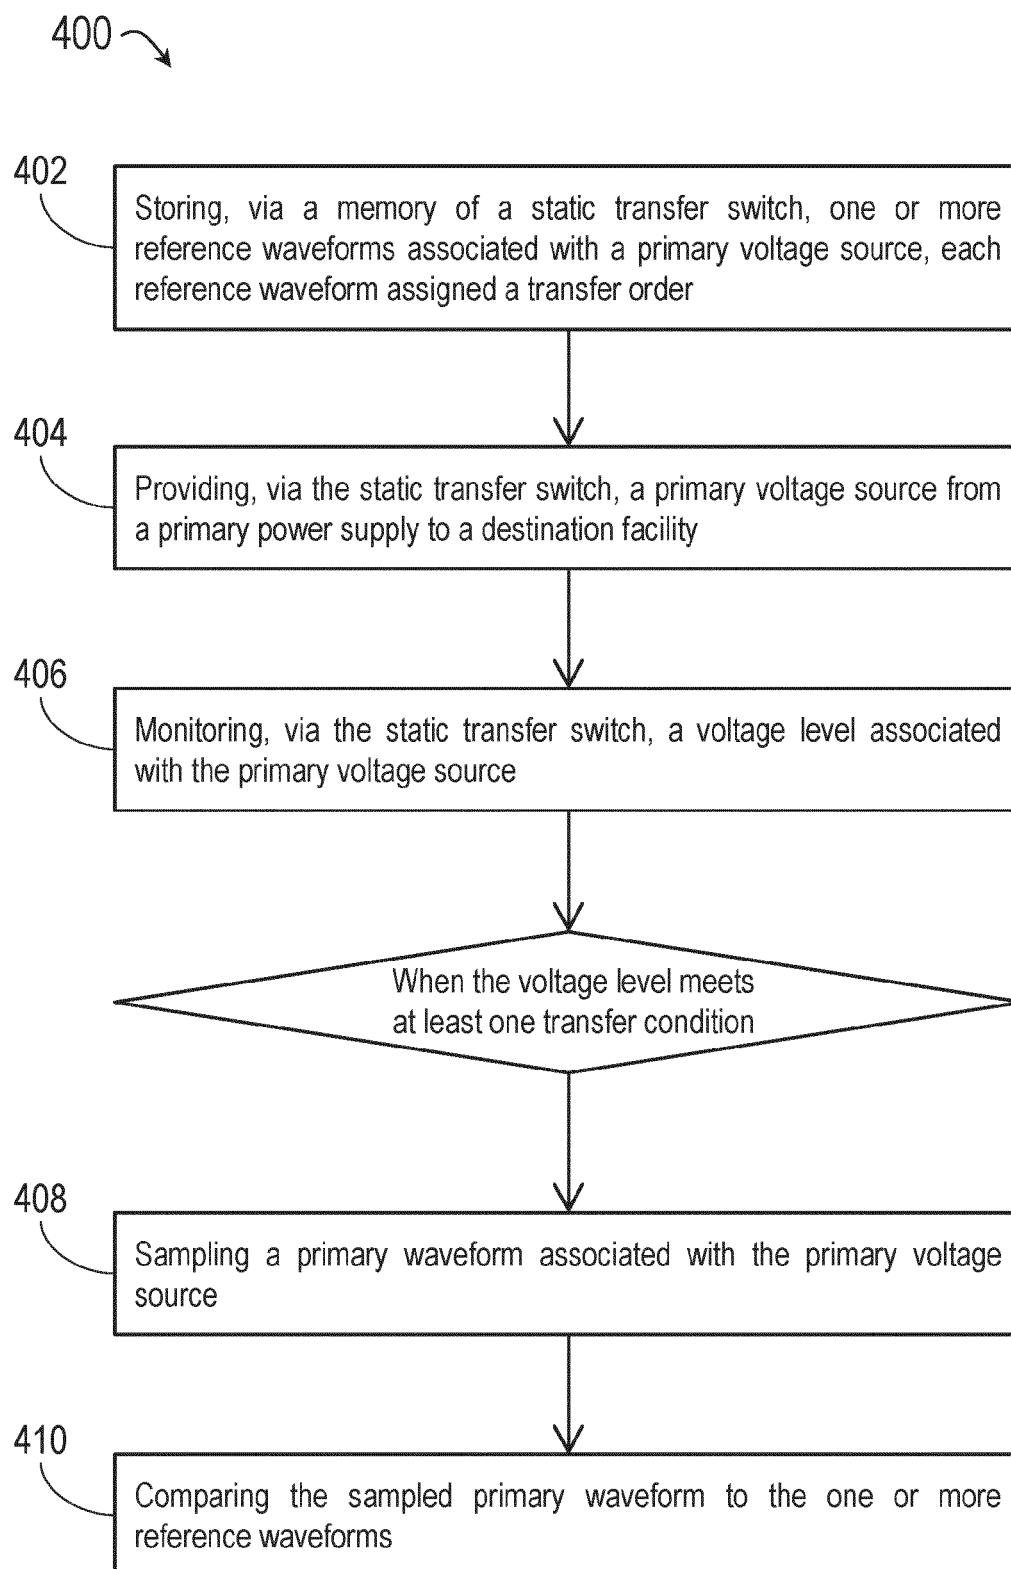 400
402
Storing, via a memory of a static transfer switch, one or more
reference waveforms associated with a primary voltage source, each
reference waveform assigned a transfer order
404
Providing, via the static transfer switch, a primary voltage source from
a primary power supply to a destination facility
406
Monitoring, via the static transfer switch, a voltage level associated
with the primary voltage source
When the voltage level meets
at least one transfer condition
408
Sampling a primary waveform associated with the primary voltage
source
410
Comparing the sampled primary waveform to the one or more
reference waveforms